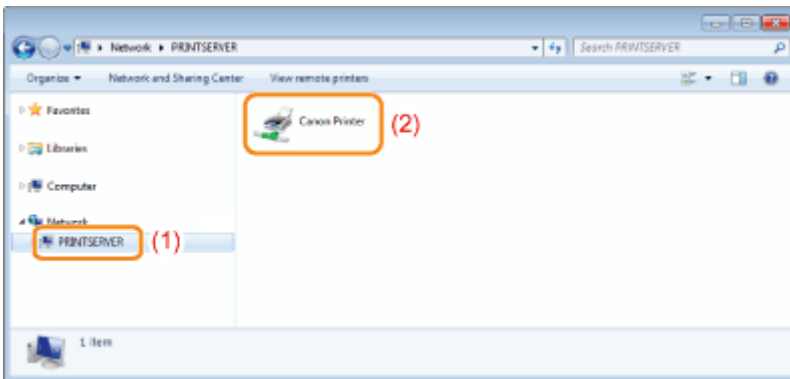 Network ▸ PRINTSERVER
Search PRINTSERVER
Organize
Network and Sharing Center
View remote printers
Favorites
Libraries
Computer
Network
PRINTSERVER
(1)
Canon Printer
(2)
1 item